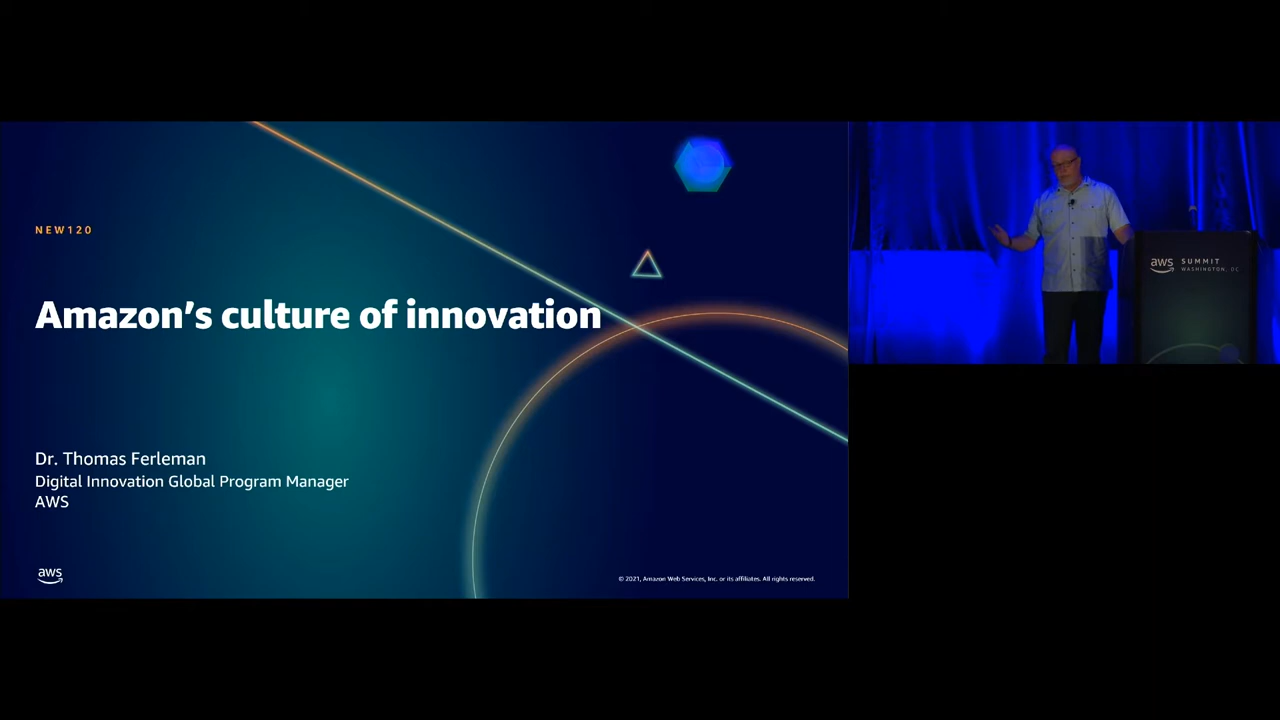 NEW120
Amazon's culture of innovation
Dr. Thomas Ferleman
Digital Innovation Global Program Manager
AWS
aws
© 2021, Amazon Web Services, Inc. or its affiliates. All rights reserved.
aws SUMMIT
WASHINGTON, DC